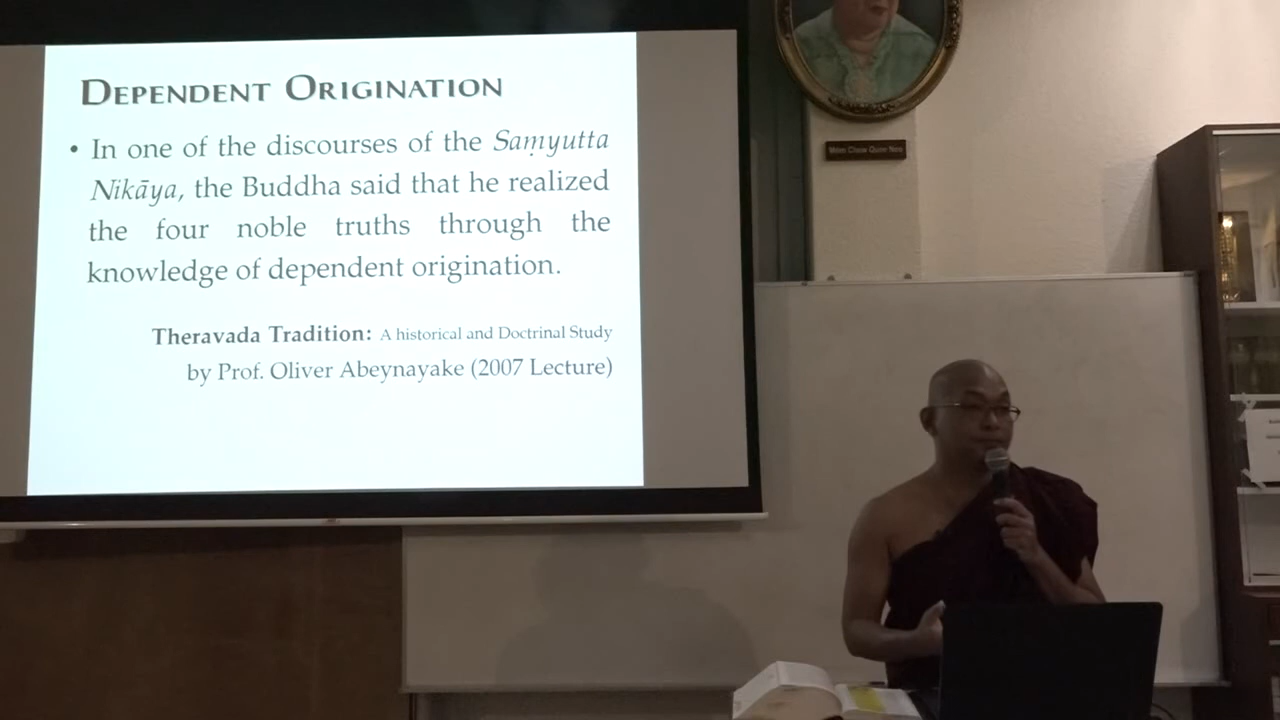 DEPENDENT ORIGINATION
• In one of the discourses of the Saṃyutta
Nikāya, the Buddha said that he realized
the four noble truths through the
knowledge of dependent origination.
Theravada Tradition: A historical and Doctrinal Study
by Prof. Oliver Abeynayake (2007 Lecture)